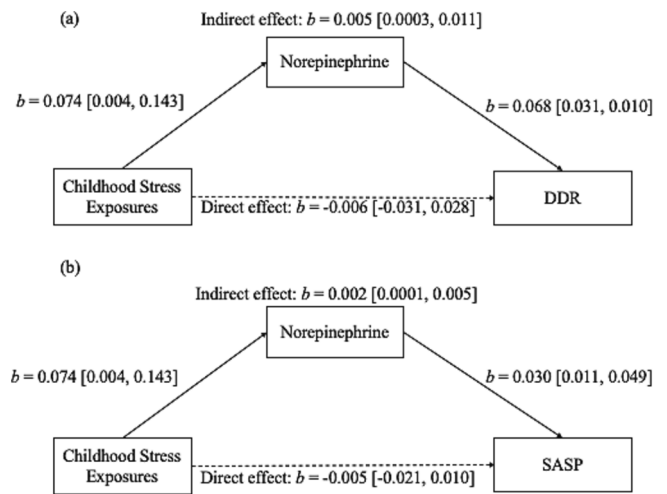 (a)
Indirect effect: b = 0.005 [0.0003, 0.011]
Norepinephrine
b = 0.074 [0.004, 0.143]
b = 0.068 [0.031, 0.010]
Childhood Stress
Exposures
Direct effect: b = -0.006 [-0.031, 0.028]
DDR
(b)
Indirect effect: b = 0.002 [0.0001, 0.005]
Norepinephrine
b = 0.074 [0.004, 0.143]
b = 0.030 [0.011, 0.049]
Childhood Stress
Exposures
Direct effect: b = -0.005 [-0.021, 0.010]
SASP